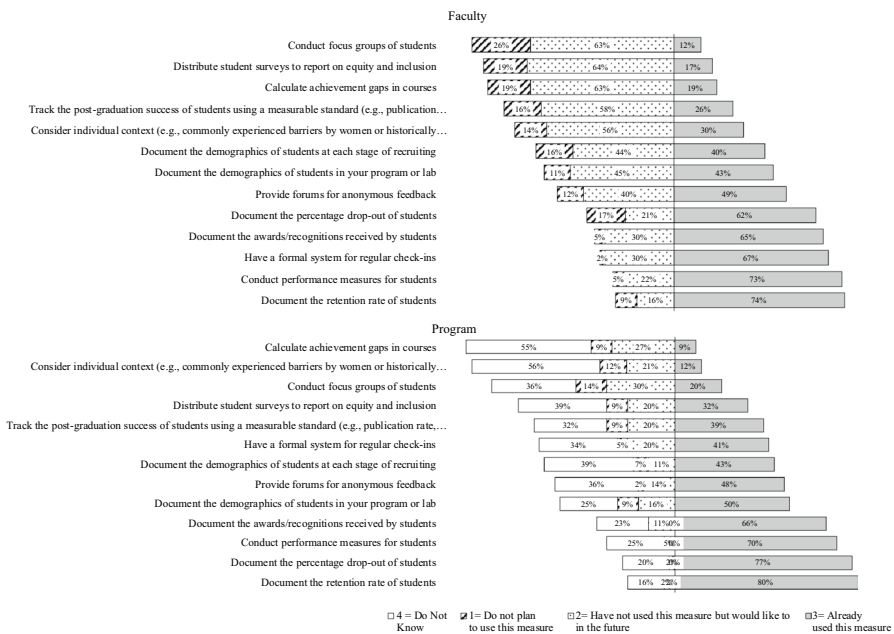 Faculty
Conduct focus groups of students 26% 63% 12%
Distribute student surveys to report on equity and inclusion 19% 64% 17%
Calculate achievement gaps in courses 19% 63% 19%
Track the post-graduation success of students using a measurable standard (e.g., publication… 16% 58% 26%
Consider individual context (e.g., commonly experienced barriers by women or historically… 14% 56% 30%
Document the demographics of students at each stage of recruiting 16% 44% 40%
Document the demographics of students in your program or lab 11% 45% 43%
Provide forums for anonymous feedback 12% 40% 49%
Document the percentage drop-out of students 17% 21% 62%
Document the awards/recognitions received by students 5% 30% 65%
Have a formal system for regular check-ins 2% 30% 67%
Conduct performance measures for students 5% 22% 73%
Document the retention rate of students 9% 16% 74%
Program
Calculate achievement gaps in courses 55% 9% 27% 9%
Consider individual context (e.g., commonly experienced barriers by women or historically… 56% 12% 21% 12%
Conduct focus groups of students 36% 14% 30% 20%
Distribute student surveys to report on equity and inclusion 39% 9% 20% 32%
Track the post-graduation success of students using a measurable standard (e.g., publication rate,… 32% 9% 20% 39%
Have a formal system for regular check-ins 34% 5% 20% 41%
Document the demographics of students at each stage of recruiting 39% 7% 11% 43%
Provide forums for anonymous feedback 36% 2% 14% 48%
Document the demographics of students in your program or lab 25% 9% 16% 50%
Document the awards/recognitions received by students 23% 11% 0% 66%
Conduct performance measures for students 25% 70%
Document the percentage drop-out of students 20% 77%
Document the retention rate of students 16% 80%
4 = Do Not Know
1= Do not plan to use this measure
2= Have not used this measure but would like to in the future
3= Already used this measure